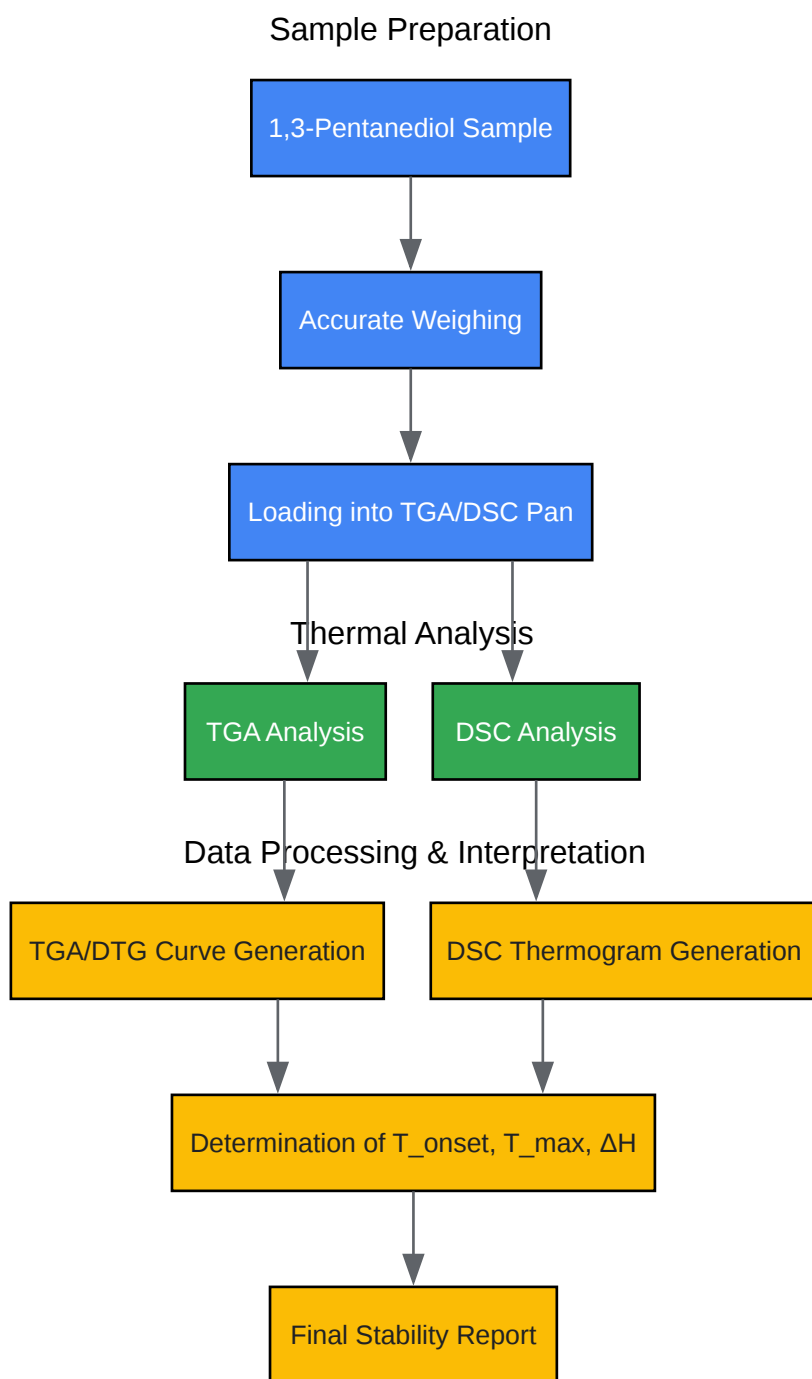 Sample Preparation
1,3-Pentanediol Sample
Accurate Weighing
Loading into TGA/DSC Pan
Thermal Analysis
TGA Analysis
DSC Analysis
Data Processing & Interpretation
TGA/DTG Curve Generation
DSC Thermogram Generation
Determination of T_onset, T_max, ΔH
Final Stability Report